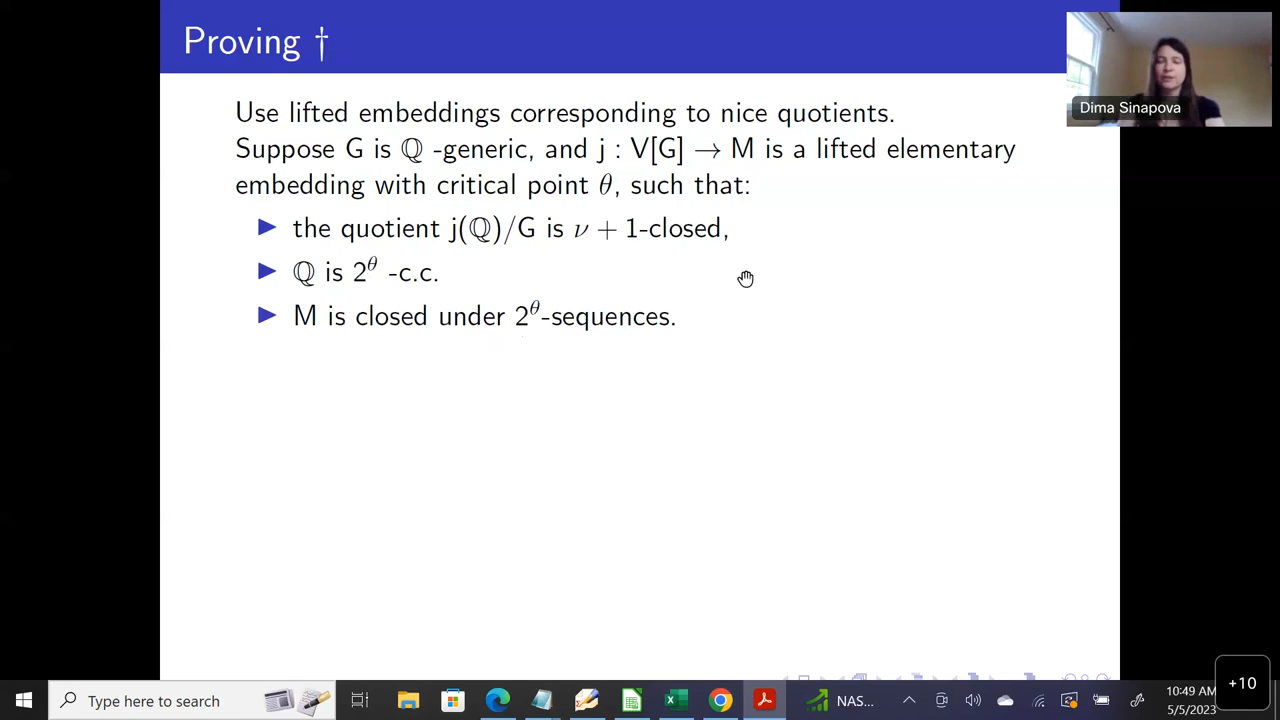 Proving †
Dima Sinapova
Use lifted embeddings corresponding to nice quotients.
Suppose G is ℚ -generic, and j : V[G] → M is a lifted elementary
embedding with critical point θ, such that:
▶ the quotient j(ℚ)/G is ν + 1-closed,
▶ ℚ is 2^θ -c.c.
▶ M is closed under 2^θ-sequences.
+10
Type here to search
NAS...
10:49 AM
5/5/2023